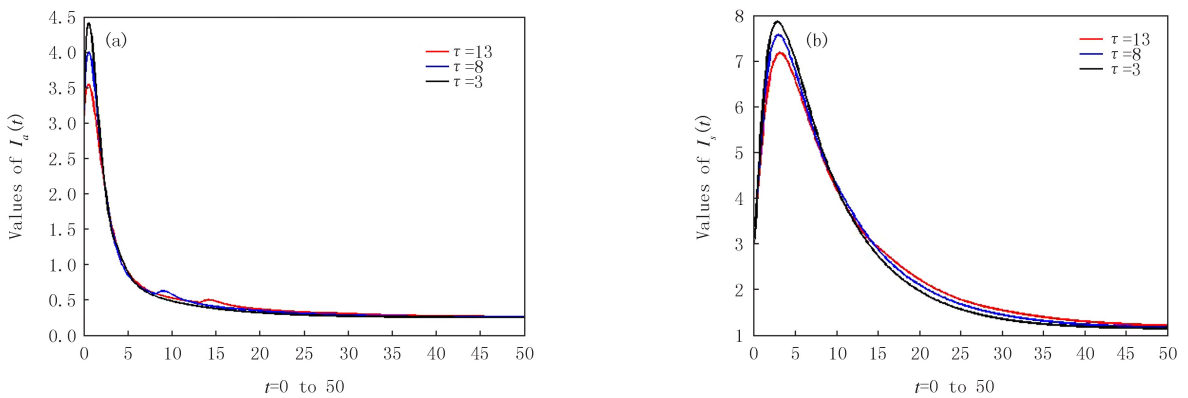 (a)
τ=13
τ=8
τ=3
4.5
4.0
3.5
3.0
2.5
2.0
1.5
1.0
0.5
0.0
Values of Iₐ(t)
0 5 10 15 20 25 30 35 40 45 50
t=0 to 50
(b)
τ=13
τ=8
τ=3
8
7
6
5
4
3
2
1
Values of Iₛ(t)
0 5 10 15 20 25 30 35 40 45 50
t=0 to 50